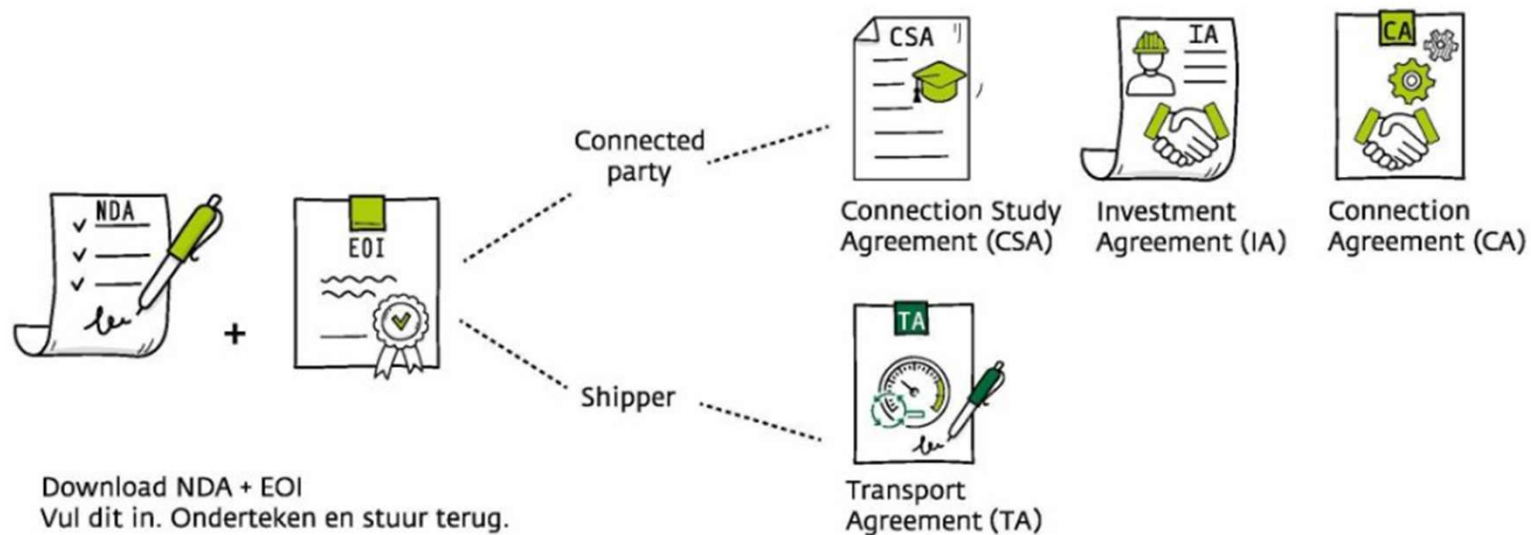 NDA
+
EOI
Download NDA + EOI
Vul dit in. Onderteken en stuur terug.
Connected
party
Shipper
CSA
Connection Study
Agreement (CSA)
IA
Investment
Agreement (IA)
CA
Connection
Agreement (CA)
TA
Transport
Agreement (TA)